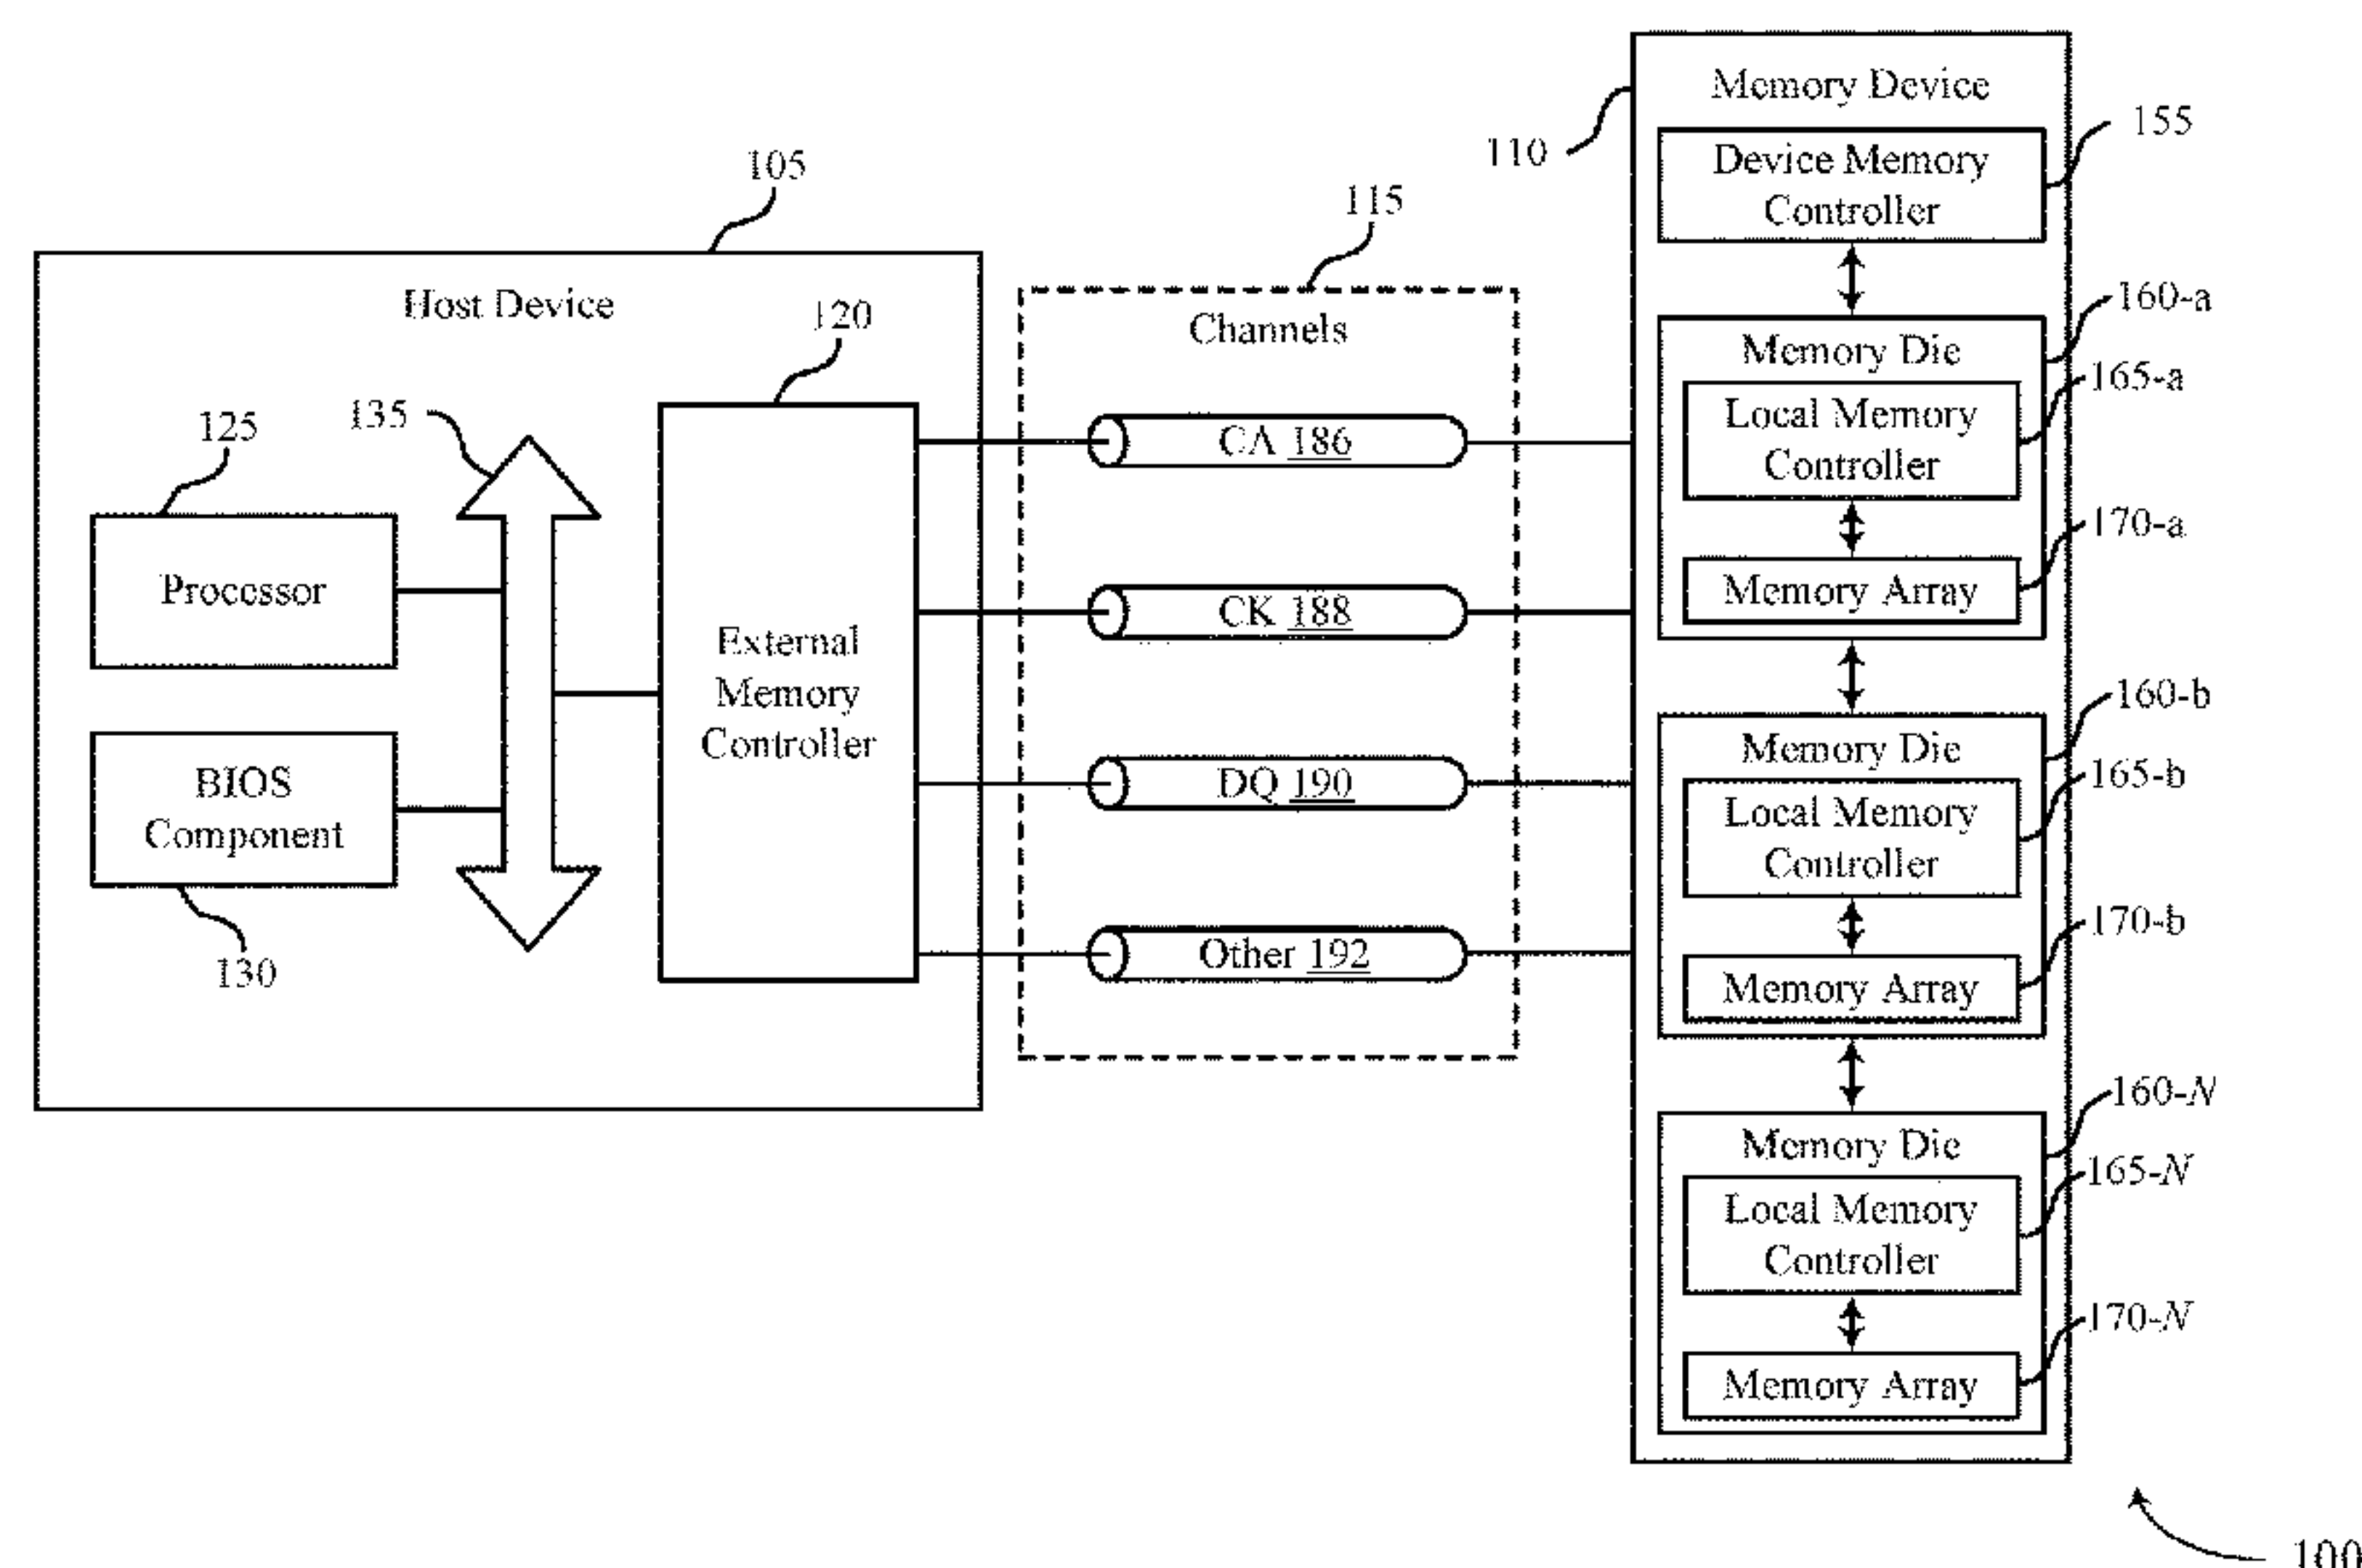 105
Host Device
120
125
135
Processor
BIOS
Component
130
External
Memory
Controller
115
Channels
CA 186
CK 188
DQ 190
Other 192
110
Memory Device
155
Device Memory
Controller
160-a
Memory Die
165-a
Local Memory
Controller
170-a
Memory Array
160-b
Memory Die
165-b
Local Memory
Controller
170-b
Memory Array
160-N
Memory Die
165-N
Local Memory
Controller
170-N
Memory Array
100